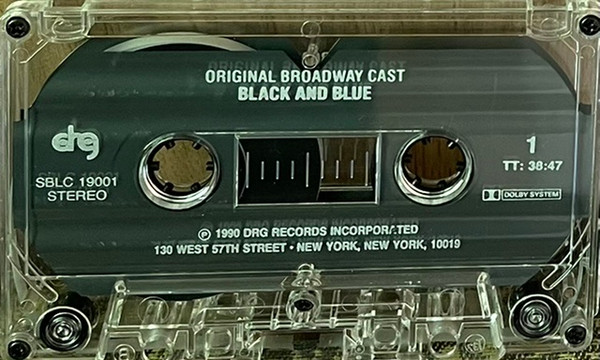 ORIGINAL BROADWAY CAST
BLACK AND BLUE
drg
1
TT: 38:47
SBLC 19001
STEREO
DOLBY SYSTEM
Ⓟ 1990 DRG RECORDS INCORPORATED
130 WEST 57TH STREET • NEW YORK, NEW YORK, 10019